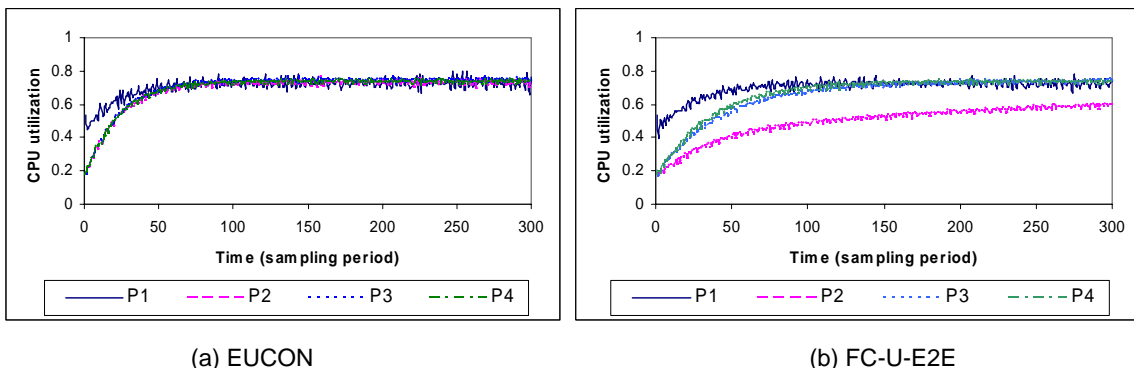 1
0.8
0.6
0.4
0.2
0
CPU utilization
0 50 100 150 200 250 300
Time (sampling period)
P1 P2 P3 P4
(a) EUCON
1
0.8
0.6
0.4
0.2
0
CPU utilization
0 50 100 150 200 250 300
Time (sampling period)
P1 P2 P3 P4
(b) FC-U-E2E